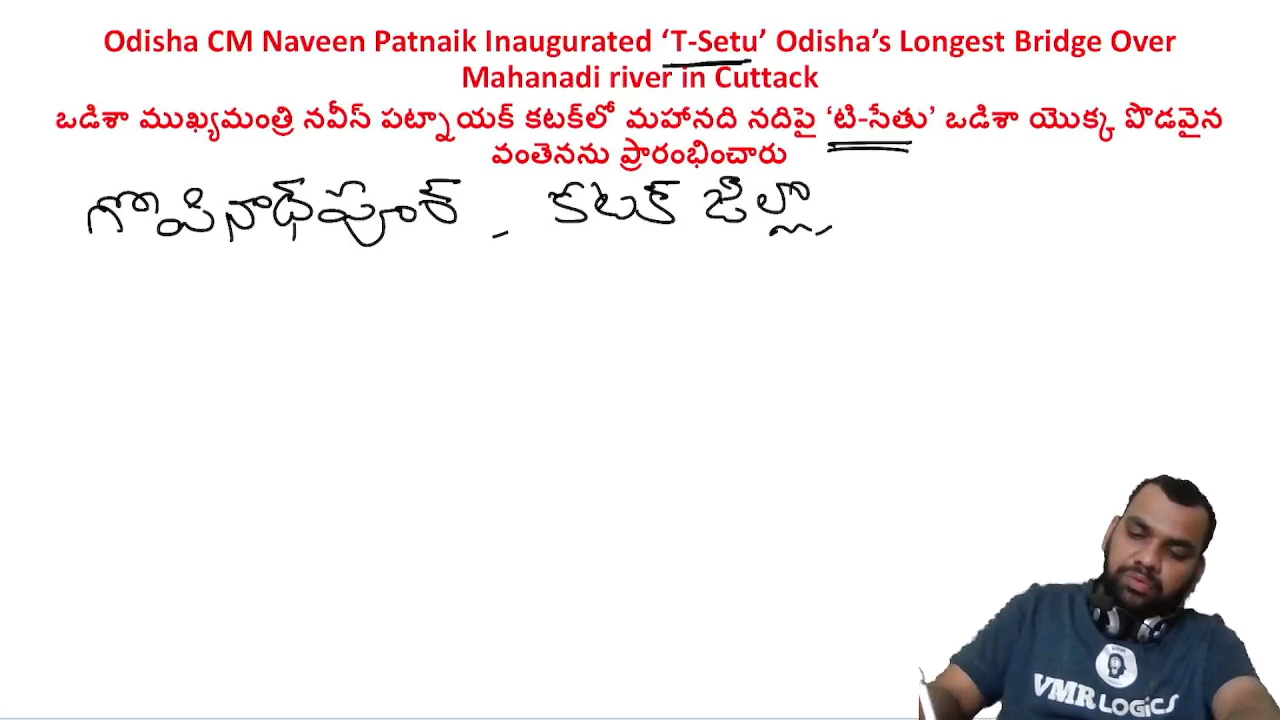 Odisha CM Naveen Patnaik Inaugurated ‘T-Setu’ Odisha’s Longest Bridge Over
Mahanadi river in Cuttack
ఒడిశా ముఖ్యమంత్రి నవీన్ పట్నాయక్ కటక్‌లో మహానది నదిపై ‘టి-సేతు’ ఒడిశా యొక్క పొడవైన
వంతెనను ప్రారంభించారు
గోపినాధ్‌పూర్ , కటక్ జిల్లా,
VMR
VMR LOGICS